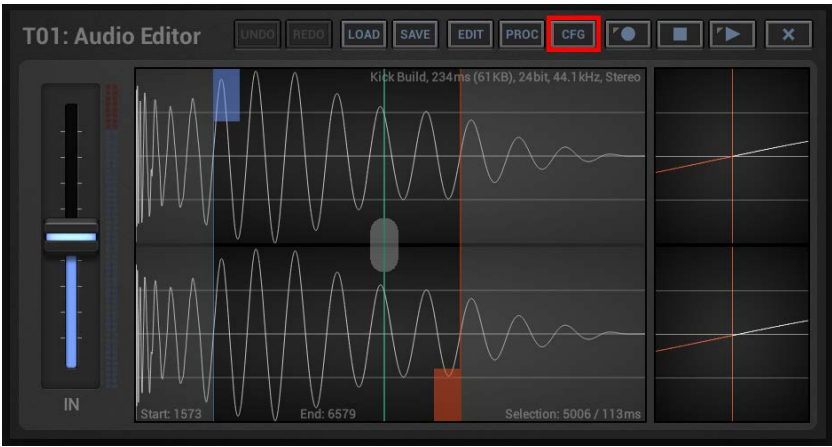 T01: Audio Editor UNDO REDO LOAD SAVE EDIT PROC CFG
Kick Build, 234ms (61KB), 24bit, 44.1kHz, Stereo
IN
Start: 1573 End: 6579 Selection: 5006 / 113ms